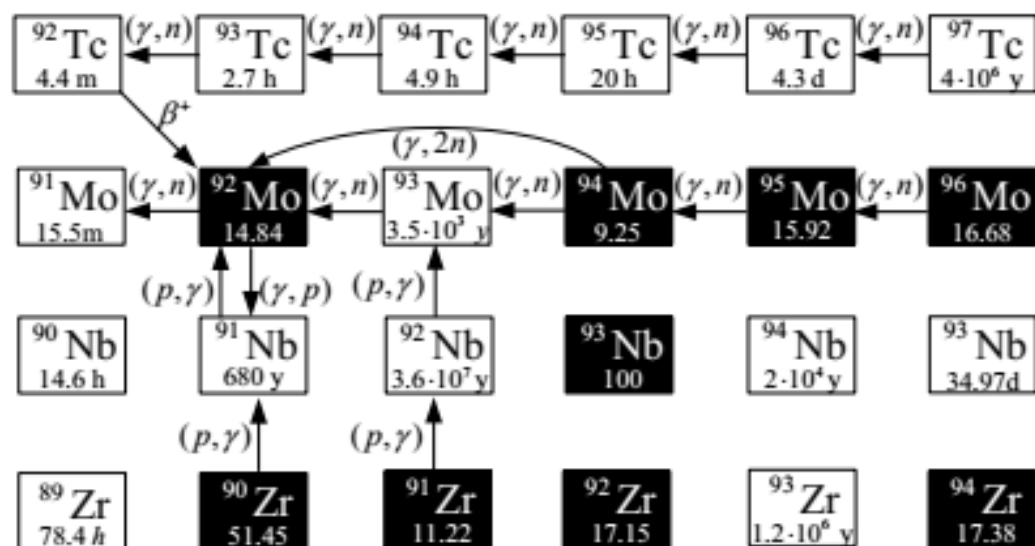 ⁹²Tc (γ,n) ⁹³Tc (γ,n) ⁹⁴Tc (γ,n) ⁹⁵Tc (γ,n) ⁹⁶Tc (γ,n) ⁹⁷Tc
4.4 m 2.7 h 4.9 h 20 h 4.3 d 4·10⁶ y
β⁺
(γ,2n)
⁹¹Mo (γ,n) ⁹²Mo (γ,n) ⁹³Mo (γ,n) ⁹⁴Mo (γ,n) ⁹⁵Mo (γ,n) ⁹⁶Mo
15.5m 14.84 3.5·10³ y 9.25 15.92 16.68
(p,γ) (γ,p) (p,γ)
⁹⁰Nb ⁹¹Nb ⁹²Nb ⁹³Nb ⁹⁴Nb ⁹³Nb
14.6 h 680 y 3.6·10⁷ y 100 2·10⁴ y 34.97d
(p,γ) (p,γ)
⁸⁹Zr ⁹⁰Zr ⁹¹Zr ⁹²Zr ⁹³Zr ⁹⁴Zr
78.4 h 51.45 11.22 17.15 1.2·10⁶ y 17.38